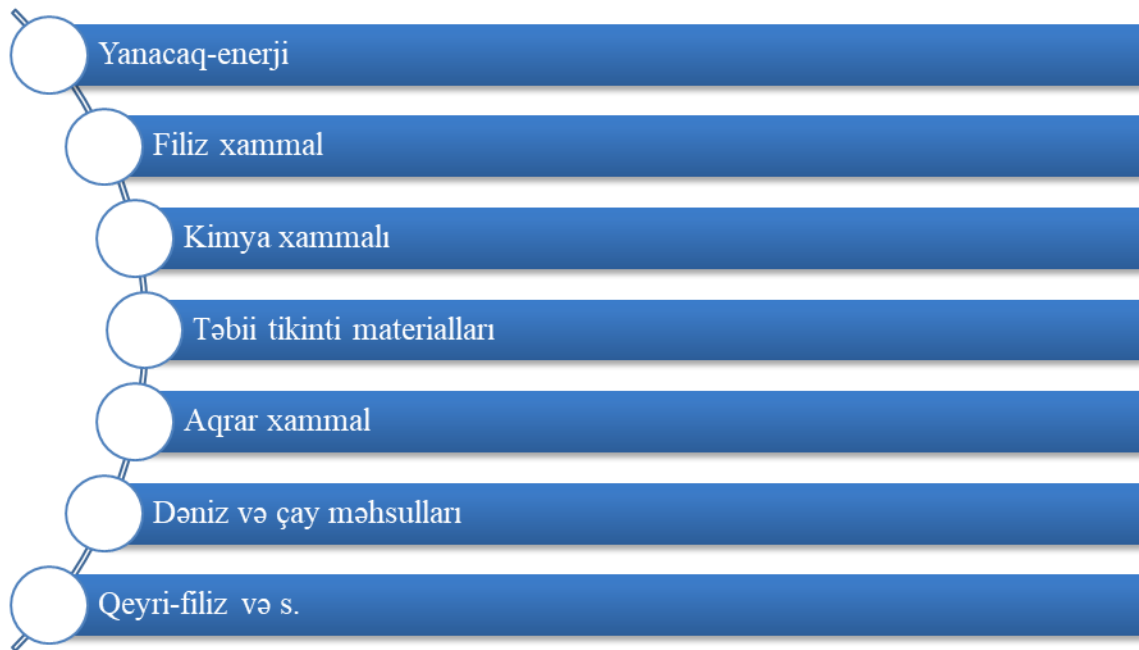 Yanacaq-enerji
Filiz xammal
Kimya xammalı
Təbii tikinti materialları
Aqrar xammal
Dəniz və çay məhsulları
Qeyri-filiz və s.